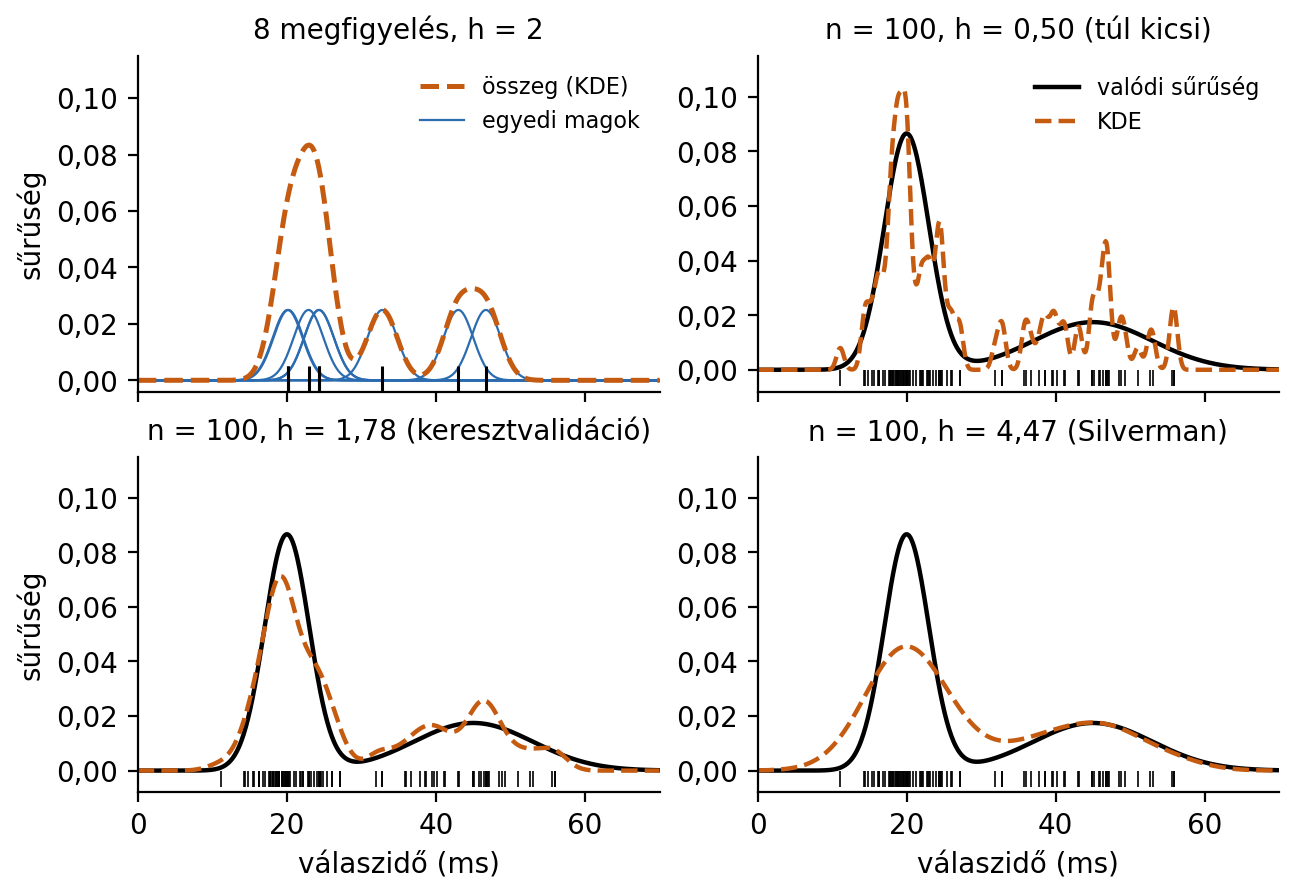 8 megfigyelés, h = 2
sűrűség
0,10
0,08
0,06
0,04
0,02
0,00
összeg (KDE)
egyedi magok
n = 100, h = 0,50 (túl kicsi)
0,10
0,08
0,06
0,04
0,02
0,00
valódi sűrűség
KDE
n = 100, h = 1,78 (keresztvalidáció)
sűrűség
0,10
0,08
0,06
0,04
0,02
0,00
0 20 40 60
válaszidő (ms)
n = 100, h = 4,47 (Silverman)
0,10
0,08
0,06
0,04
0,02
0,00
0 20 40 60
válaszidő (ms)